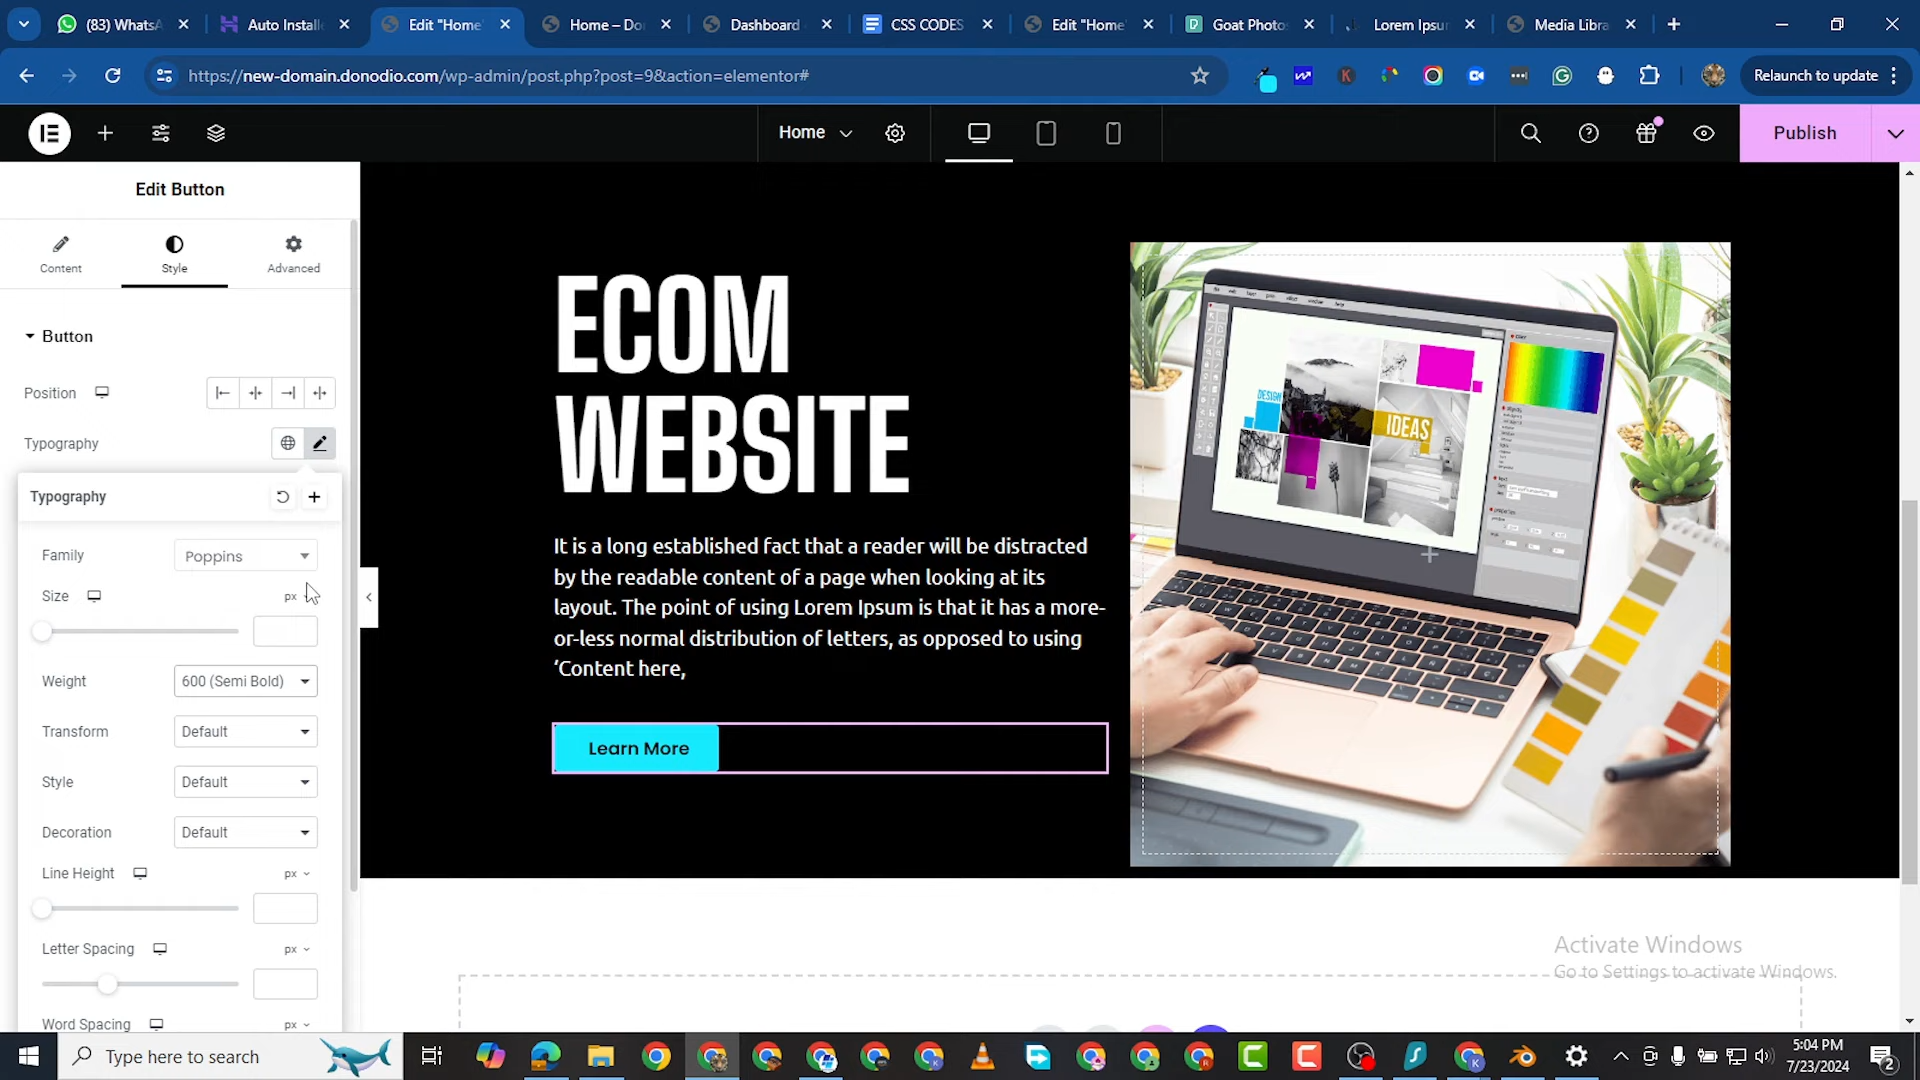 (83) WhatsA
Auto Installe
Edit "Home"
Home – Do
Dashboard
CSS CODES
Edit "Home"
Goat Photos
Lorem Ipsu
Media Libra
https://new-domain.donodio.com/wp-admin/post.php?post=9&action=elementor#
Relaunch to update
Home
Publish
Edit Button
Content
Style
Advanced
Button
Position
Typography
Typography
Family
Poppins
Size
px
Weight
600 (Semi Bold)
Transform
Default
Style
Default
Decoration
Default
Line Height
px
Letter Spacing
px
Word Spacing
px
ECOM
WEBSITE
It is a long established fact that a reader will be distracted
by the readable content of a page when looking at its
layout. The point of using Lorem Ipsum is that it has a more-
or-less normal distribution of letters, as opposed to using
‘Content here,
Learn More
DESIGN
IDEAS
Activate Windows
Go to Settings to activate Windows.
Type here to search
5:04 PM
7/23/2024
2